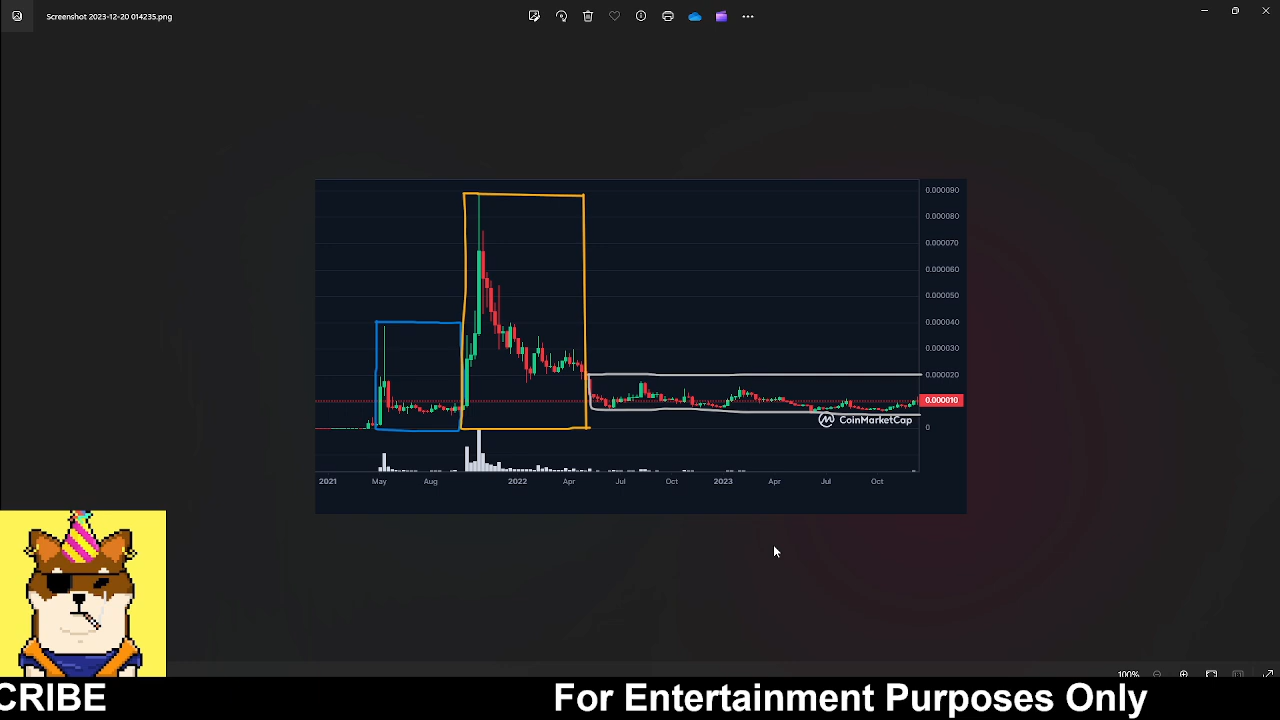 Screenshot 2023-12-20 014235.png
0.000090
0.000080
0.000070
0.000060
0.000050
0.000040
0.000030
0.000020
0.000010
CoinMarketCap
0
2021 May Aug 2022 Apr Jul Oct 2023 Apr Jul Oct
100%
CRIBE
For Entertainment Purposes Only